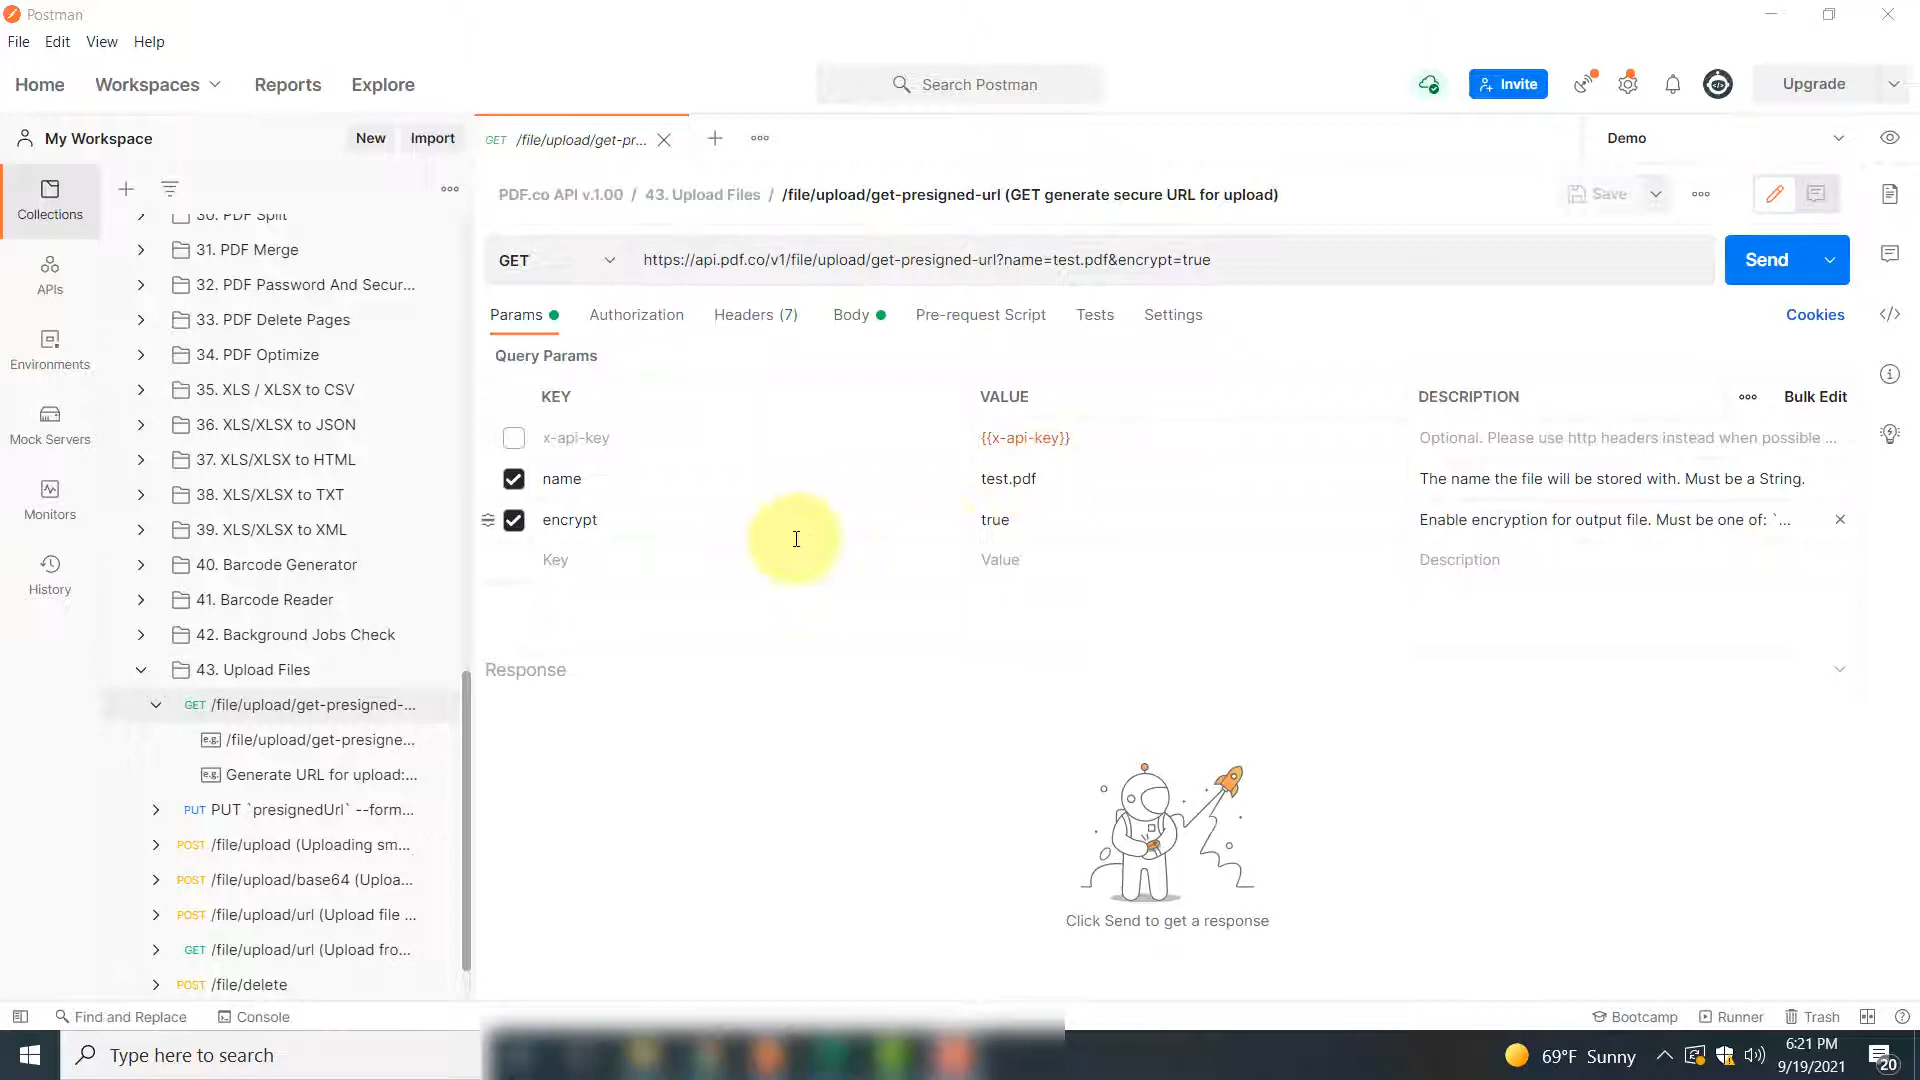 Postman
File Edit View Help
Home Workspaces Reports Explore
Search Postman
Invite
Upgrade
My Workspace
New Import
GET /file/upload/get-pr...
Demo
Collections
APIs
Environments
Mock Servers
Monitors
History
30. PDF Split
31. PDF Merge
32. PDF Password And Secur...
33. PDF Delete Pages
34. PDF Optimize
35. XLS / XLSX to CSV
36. XLS/XLSX to JSON
37. XLS/XLSX to HTML
38. XLS/XLSX to TXT
39. XLS/XLSX to XML
40. Barcode Generator
41. Barcode Reader
42. Background Jobs Check
43. Upload Files
GET /file/upload/get-presigned-...
e.g. /file/upload/get-presigne...
e.g. Generate URL for upload:...
PUT PUT `presignedUrl` --form...
POST /file/upload (Uploading sm...
POST /file/upload/base64 (Uploa...
POST /file/upload/url (Upload file ...
GET /file/upload/url (Upload fro...
POST /file/delete
PDF.co API v.1.00 / 43. Upload Files / /file/upload/get-presigned-url (GET generate secure URL for upload)
Save
GET https://api.pdf.co/v1/file/upload/get-presigned-url?name=test.pdf&encrypt=true
Send
Params Authorization Headers (7) Body Pre-request Script Tests Settings
Cookies
Query Params
KEY VALUE DESCRIPTION Bulk Edit
x-api-key {{x-api-key}} Optional. Please use http headers instead when possible ...
name test.pdf The name the file will be stored with. Must be a String.
encrypt true Enable encryption for output file. Must be one of: `...
Key Value Description
Response
Click Send to get a response
Find and Replace Console
Bootcamp Runner Trash
Type here to search
69°F Sunny
6:21 PM
9/19/2021
20